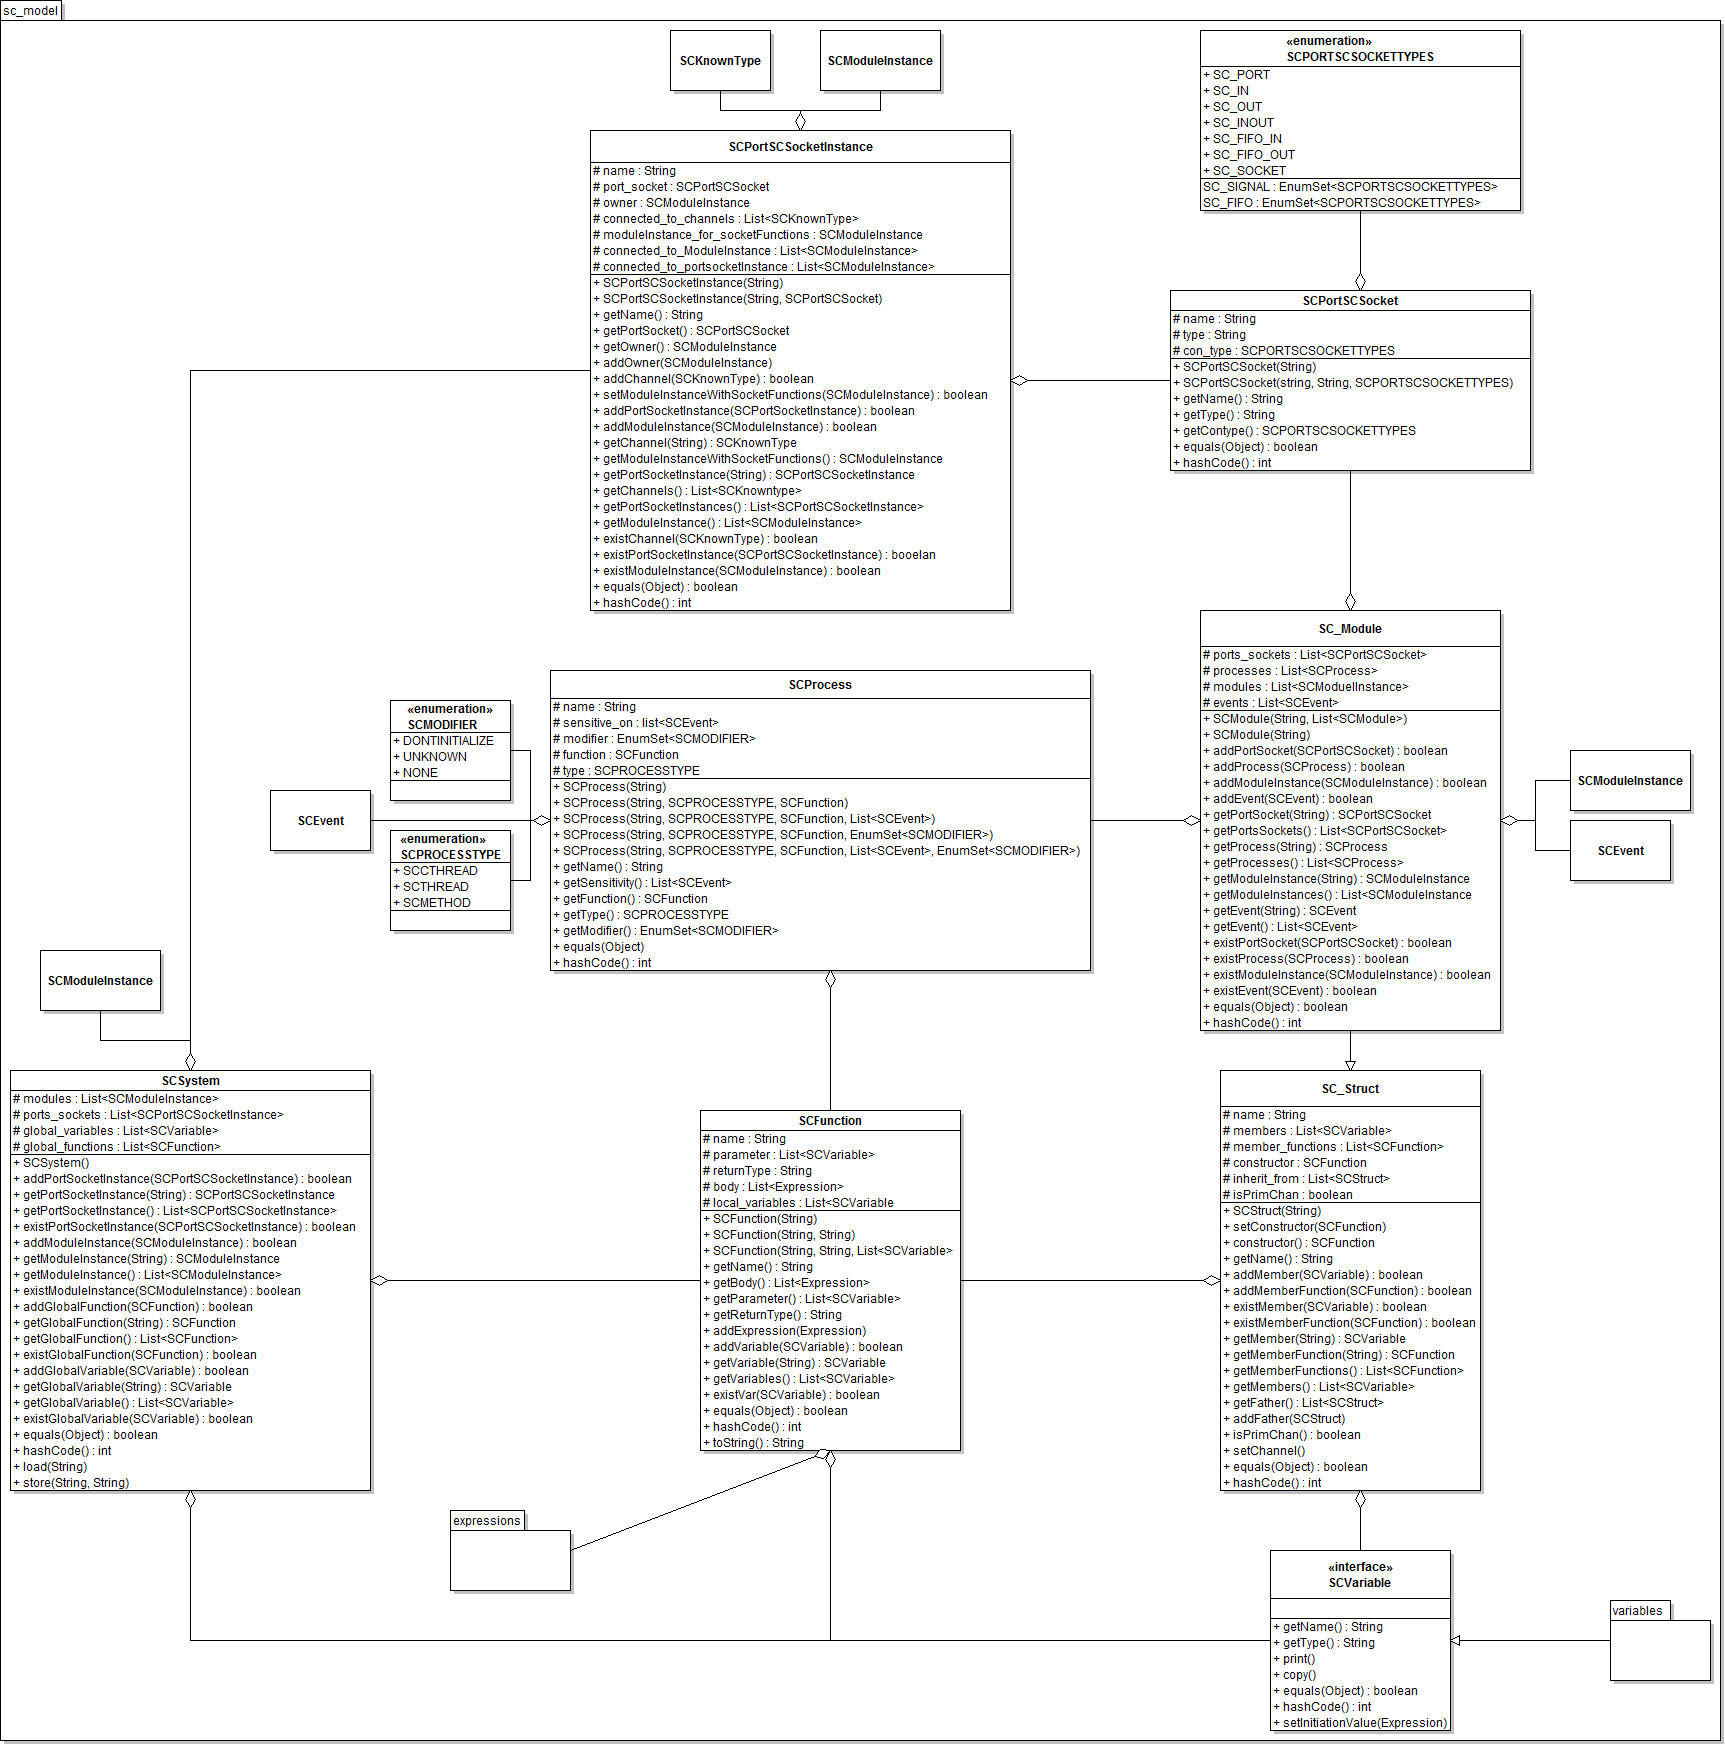 sc_model
SCKnownType
SCModuleInstance
«enumeration»
SCPORTSCSOCKETTYPES
+ SC_PORT
+ SC_IN
+ SC_OUT
+ SC_INOUT
+ SC_FIFO_IN
+ SC_FIFO_OUT
+ SC_SOCKET
SC_SIGNAL : EnumSet<SCPORTSCSOCKETTYPES>
SC_FIFO : EnumSet<SCPORTSCSOCKETTYPES>
SCPortSCSocketInstance
# name : String
# port_socket : SCPortSCSocket
# owner : SCModuleInstance
# connected_to_channels : List<SCKnownType>
# moduleInstance_for_socketFunctions : SCModuleInstance
# connected_to_ModuleInstance : List<SCModuleInstance>
# connected_to_portsocketInstance : List<SCModuleInstance>
+ SCPortSCSocketInstance(String)
+ SCPortSCSocketInstance(String, SCPortSCSocket)
+ getName() : String
+ getPortSocket() : SCPortSCSocket
+ getOwner() : SCModuleInstance
+ addOwner(SCModuleInstance)
+ addChannel(SCKnownType) : boolean
+ setModuleInstanceWithSocketFunctions(SCModuleInstance) : boolean
+ addPortSocketInstance(SCPortSocketInstance) : boolean
+ addModuleInstance(SCModuleInstance) : boolean
+ getChannel(String) : SCKnownType
+ getModuleInstanceWithSocketFunctions() : SCModuleInstance
+ getPortSocketInstance(String) : SCPortSCSocketInstance
+ getChannels() : List<SCKnowntype>
+ getPortSocketInstances() : List<SCPortSCSocketInstance>
+ getModuleInstance() : List<SCModuleInstance>
+ existChannel(SCKnownType) : boolean
+ existPortSocketInstance(SCPortSCSocketInstance) : booelan
+ existModuleInstance(SCModuleInstance) : boolean
+ equals(Object) : boolean
+ hashCode() : int
SCPortSCSocket
# name : String
# type : String
# con_type : SCPORTSCSOCKETTYPES
+ SCPortSCSocket(String)
+ SCPortSCSocket(string, String, SCPORTSCSOCKETTYPES)
+ getName() : String
+ getType() : String
+ getContype() : SCPORTSCSOCKETTYPES
+ equals(Object) : boolean
+ hashCode() : int
SC_Module
# ports_sockets : List<SCPortSCSocket>
# processes : List<SCProcess>
# modules : List<SCModuelInstance>
# events : List<SCEvent>
+ SCModule(String, List<SCModule>)
+ SCModule(String)
+ addPortSocket(SCPortSCSocket) : boolean
+ addProcess(SCProcess) : boolean
+ addModuleInstance(SCModuleInstance) : boolean
+ addEvent(SCEvent) : boolean
+ getPortSocket(String) : SCPortSCSocket
+ getPortsSockets() : List<SCPortSCSocket>
+ getProcess(String) : SCProcess
+ getProcesses() : List<SCProcess>
+ getModuleInstance(String) : SCModuleInstance
+ getModuleInstances() : List<SCModuleInstance
+ getEvent(String) : SCEvent
+ getEvent() : List<SCEvent>
+ existPortSocket(SCPortSCSocket) : boolean
+ existProcess(SCProcess) : boolean
+ existModuleInstance(SCModuleInstance) : boolean
+ existEvent(SCEvent) : boolean
+ equals(Object) : boolean
+ hashCode() : int
SCModuleInstance
SCEvent
SCProcess
# name : String
# sensitive_on : list<SCEvent>
# modifier : EnumSet<SCMODIFIER>
# function : SCFunction
# type : SCPROCESSTYPE
+ SCProcess(String)
+ SCProcess(String, SCPROCESSTYPE, SCFunction)
+ SCProcess(String, SCPROCESSTYPE, SCFunction, List<SCEvent>)
+ SCProcess(String, SCPROCESSTYPE, SCFunction, EnumSet<SCMODIFIER>)
+ SCProcess(String, SCPROCESSTYPE, SCFunction, List<SCEvent>, EnumSet<SCMODIFIER>)
+ getName() : String
+ getSensitivity() : List<SCEvent>
+ getFunction() : SCFunction
+ getType() : SCPROCESSTYPE
+ getModifier() : EnumSet<SCMODIFIER>
+ equals(Object)
+ hashCode() : int
«enumeration»
SCMODIFIER
+ DONTINITIALIZE
+ UNKNOWN
+ NONE
SCEvent
«enumeration»
SCPROCESSTYPE
+ SCCTHREAD
+ SCTHREAD
+ SCMETHOD
SCModuleInstance
SCSystem
# modules : List<SCModuleInstance>
# ports_sockets : List<SCPortSCSocketInstance>
# global_variables : List<SCVariable>
# global_functions : List<SCFunction>
+ SCSystem()
+ addPortSocketInstance(SCPortSCSocketInstance) : boolean
+ getPortSocketInstance(String) : SCPortSCSocketInstance
+ getPortSocketInstance() : List<SCPortSCSocketInstance>
+ existPortSocketInstance(SCPortSCSocketInstance) : boolean
+ addModuleInstance(SCModuleInstance) : boolean
+ getModuleInstance(String) : SCModuleInstance
+ getModuleInstance() : List<SCModuleInstance>
+ existModuleInstance(SCModuleInstance) : boolean
+ addGlobalFunction(SCFunction) : boolean
+ getGlobalFunction(String) : SCFunction
+ getGlobalFunction() : List<SCFunction>
+ existGlobalFunction(SCFunction) : boolean
+ addGlobalVariable(SCVariable) : boolean
+ getGlobalVariable(String) : SCVariable
+ getGlobalVariable() : List<SCVariable>
+ existGlobalVariable(SCVariable) : boolean
+ equals(Object) : boolean
+ hashCode() : int
+ load(String)
+ store(String, String)
SCFunction
# name : String
# parameter : List<SCVariable>
# returnType : String
# body : List<Expression>
# local_variables : List<SCVariable
+ SCFunction(String)
+ SCFunction(String, String)
+ SCFunction(String, String, List<SCVariable>
+ getName() : String
+ getBody() : List<Expression>
+ getParameter() : List<SCVariable>
+ getReturnType() : String
+ addExpression(Expression)
+ addVariable(SCVariable) : boolean
+ getVariable(String) : SCVariable
+ getVariables() : List<SCVariable>
+ existVar(SCVariable) : boolean
+ equals(Object) : boolean
+ hashCode() : int
+ toString() : String
SC_Struct
# name : String
# members : List<SCVariable>
# member_functions : List<SCFunction>
# constructor : SCFunction
# inherit_from : List<SCStruct>
# isPrimChan : boolean
+ SCStruct(String)
+ setConstructor(SCFunction)
+ constructor() : SCFunction
+ getName() : String
+ addMember(SCVariable) : boolean
+ addMemberFunction(SCFunction) : boolean
+ existMember(SCVariable) : boolean
+ existMemberFunction(SCFunction) : boolean
+ getMember(String) : SCVariable
+ getMemberFunction(String) : SCFunction
+ getMemberFunctions() : List<SCFunction>
+ getMembers() : List<SCVariable>
+ getFather() : List<SCStruct>
+ addFather(SCStruct)
+ isPrimChan() : boolean
+ setChannel()
+ equals(Object) : boolean
+ hashCode() : int
expressions
«interface»
SCVariable
+ getName() : String
+ getType() : String
+ print()
+ copy()
+ equals(Object) : boolean
+ hashCode() : int
+ setInitiationValue(Expression)
variables